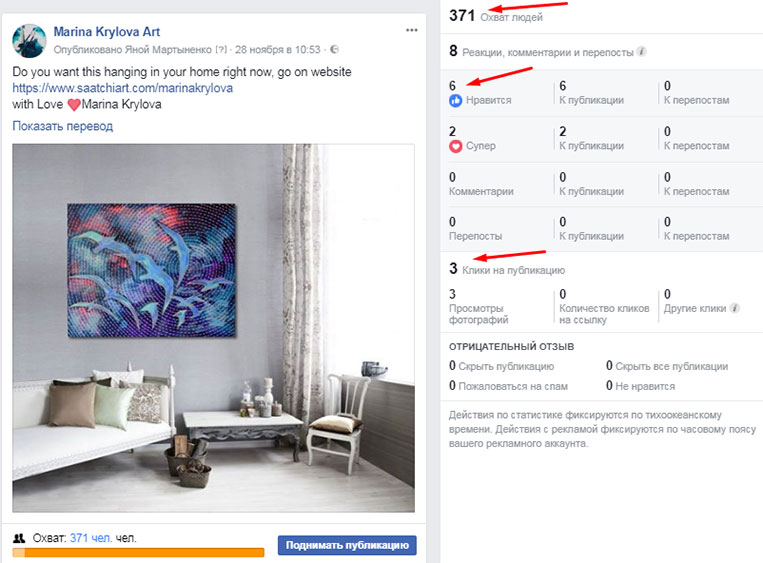 Marina Krylova Art
Опубликовано Яной Мартыненко [?] · 28 ноября в 10:53 ·
Do you want this hanging in your home right now, go on website
https://www.saatchiart.com/marinakrylova
with Love ❤Marina Krylova
Показать перевод
Охват: 371 чел. чел.
Поднимать публикацию
371 Охват людей
8 Реакции, комментарии и перепосты
6 6 0
Нравится К публикации К перепостам
2 2 0
Супер К публикации К перепостам
0 0 0
Комментарии К публикации К перепостам
0 0 0
Перепосты К публикации К перепостам
3 Клики на публикацию
3 0 0
Просмотры Количество кликов Другие клики
фотографий на ссылку
ОТРИЦАТЕЛЬНЫЙ ОТЗЫВ
0 Скрыть публикацию 0 Скрыть все публикации
0 Пожаловаться на спам 0 Не нравится
Действия по статистике фиксируются по тихоокеанскому
времени. Действия с рекламой фиксируются по часовому поясу
вашего рекламного аккаунта.